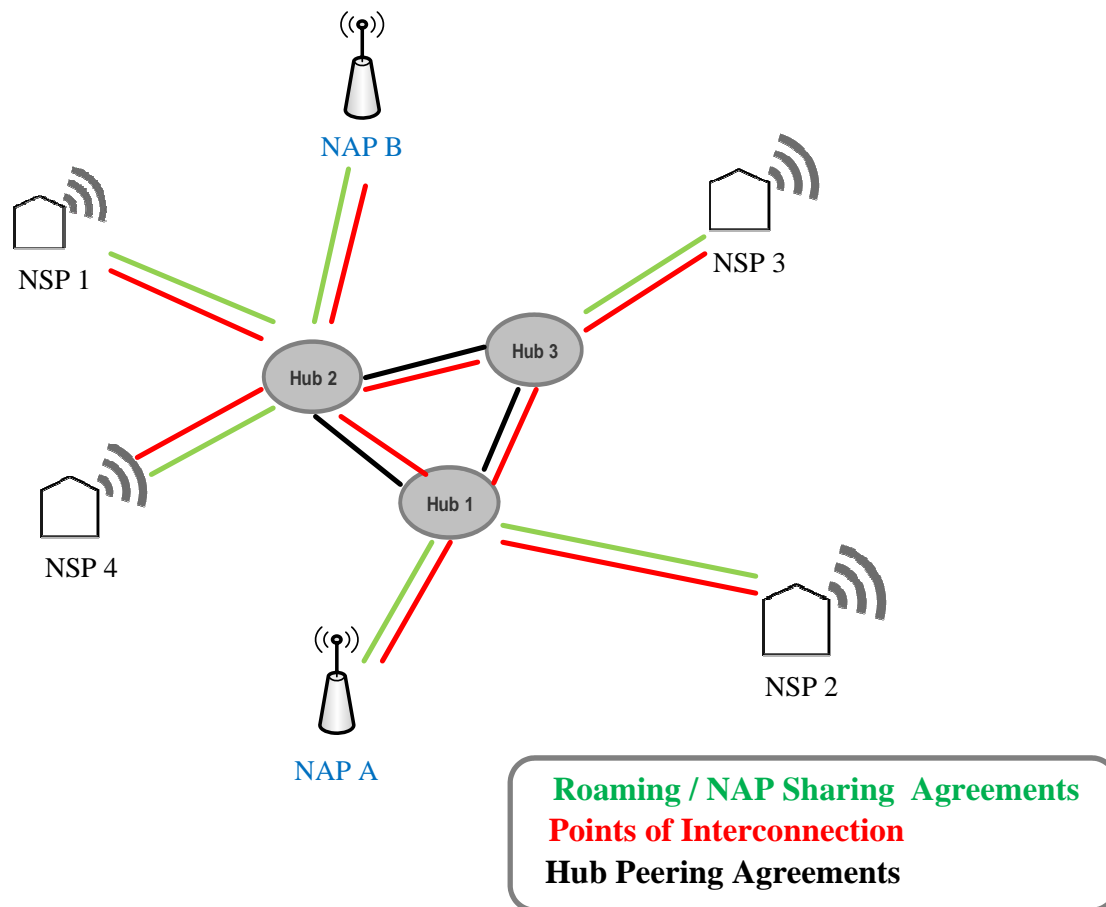 NAP B
NSP 1
NSP 3
Hub 3
Hub 2
Hub 1
NSP 4
NSP 2
NAP A
Roaming / NAP Sharing Agreements
Points of Interconnection
Hub Peering Agreements